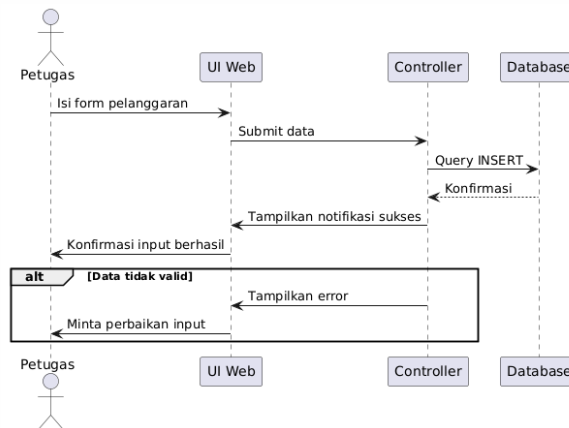 Petugas
UI Web
Controller
Database
Isi form pelanggaran
Submit data
Query INSERT
Konfirmasi
Tampilkan notifikasi sukses
Konfirmasi input berhasil
alt
[Data tidak valid]
Tampilkan error
Minta perbaikan input
Petugas
UI Web
Controller
Database